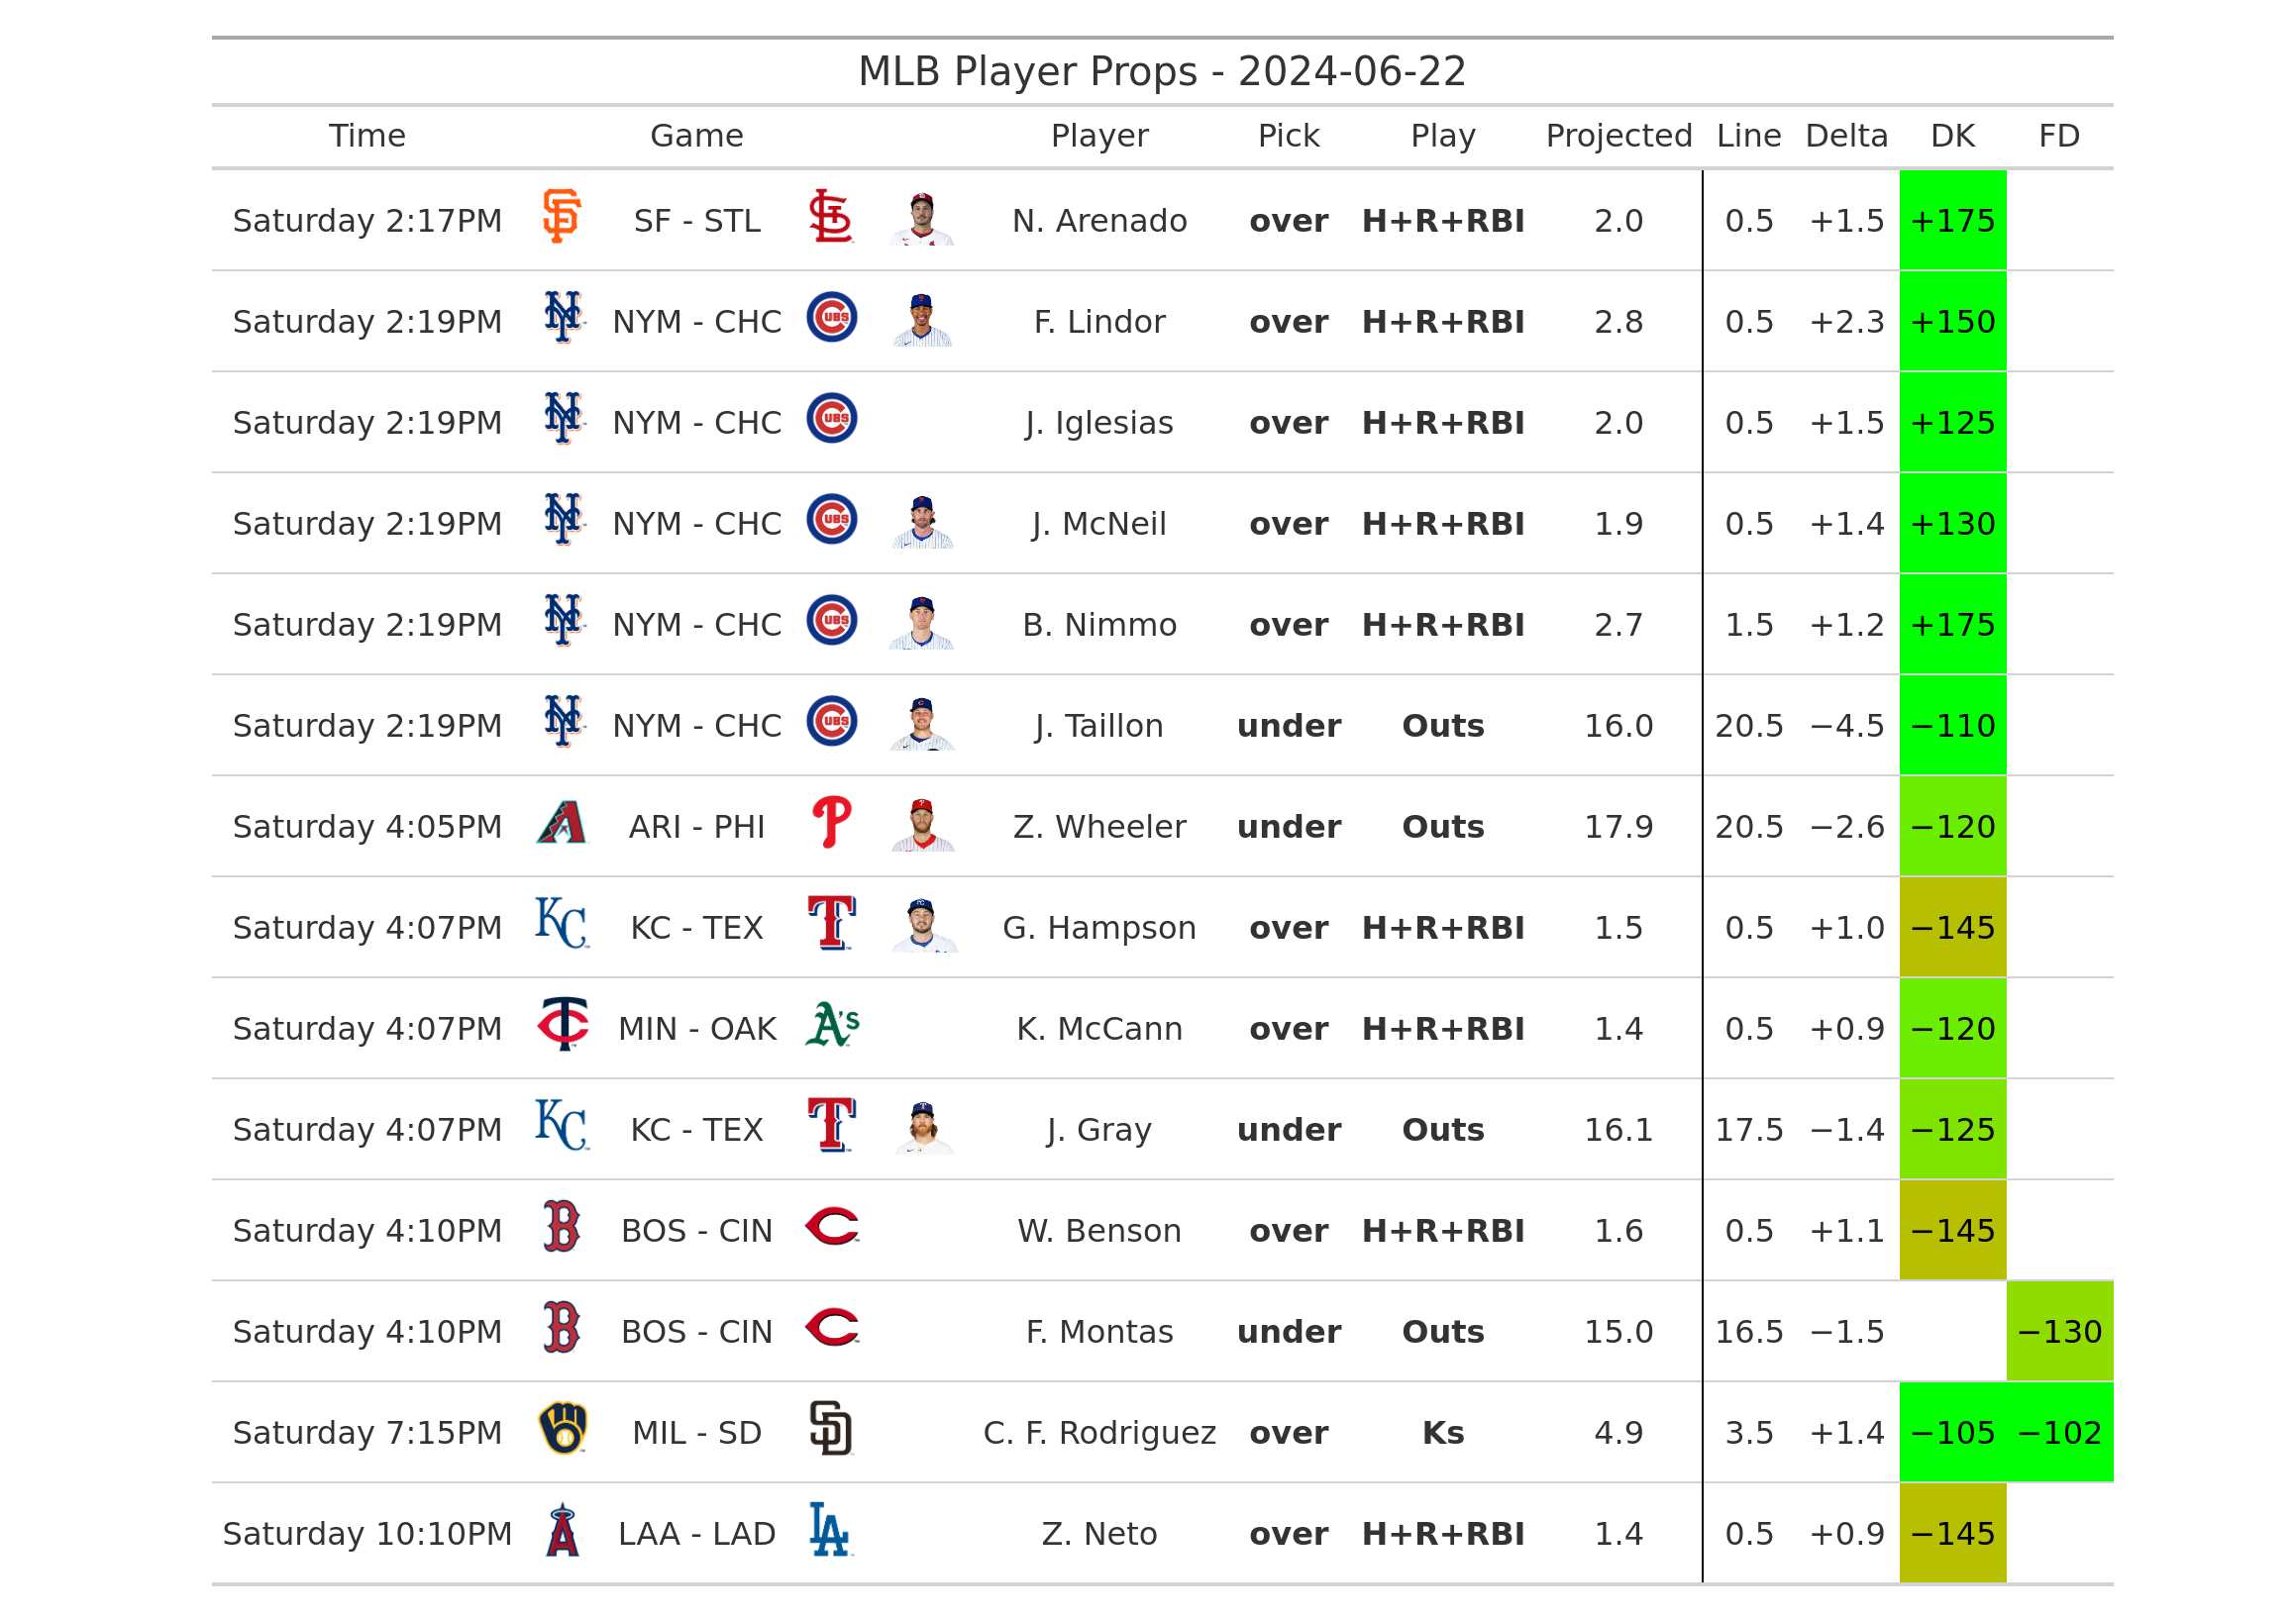 MLB Player Props - 2024-06-22
Time Game Player Pick Play Projected Line Delta DK FD
Saturday 2:17PM SF - STL N. Arenado over H+R+RBI 2.0 0.5 +1.5 +175
Saturday 2:19PM NYM - CHC F. Lindor over H+R+RBI 2.8 0.5 +2.3 +150
Saturday 2:19PM NYM - CHC J. Iglesias over H+R+RBI 2.0 0.5 +1.5 +125
Saturday 2:19PM NYM - CHC J. McNeil over H+R+RBI 1.9 0.5 +1.4 +130
Saturday 2:19PM NYM - CHC B. Nimmo over H+R+RBI 2.7 1.5 +1.2 +175
Saturday 2:19PM NYM - CHC J. Taillon under Outs 16.0 20.5 −4.5 −110
Saturday 4:05PM ARI - PHI Z. Wheeler under Outs 17.9 20.5 −2.6 −120
Saturday 4:07PM KC - TEX G. Hampson over H+R+RBI 1.5 0.5 +1.0 −145
Saturday 4:07PM MIN - OAK K. McCann over H+R+RBI 1.4 0.5 +0.9 −120
Saturday 4:07PM KC - TEX J. Gray under Outs 16.1 17.5 −1.4 −125
Saturday 4:10PM BOS - CIN W. Benson over H+R+RBI 1.6 0.5 +1.1 −145
Saturday 4:10PM BOS - CIN F. Montas under Outs 15.0 16.5 −1.5 −130
Saturday 7:15PM MIL - SD C. F. Rodriguez over Ks 4.9 3.5 +1.4 −105 −102
Saturday 10:10PM LAA - LAD Z. Neto over H+R+RBI 1.4 0.5 +0.9 −145